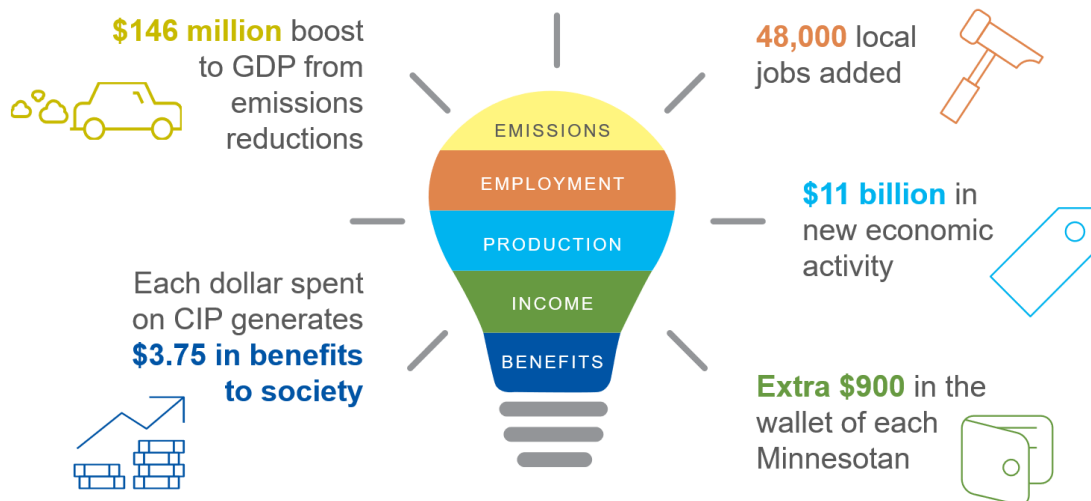 $146 million boost
to GDP from
emissions
reductions
48,000 local
jobs added
EMISSIONS
EMPLOYMENT
PRODUCTION
INCOME
BENEFITS
$11 billion in
new economic
activity
Each dollar spent
on CIP generates
$3.75 in benefits
to society
Extra $900 in the
wallet of each
Minnesotan